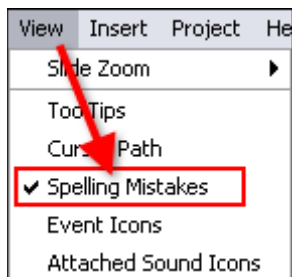 View Insert Project He
Slide Zoom
Tool Tips
Cursor Path
Spelling Mistakes
Event Icons
Attached Sound Icons